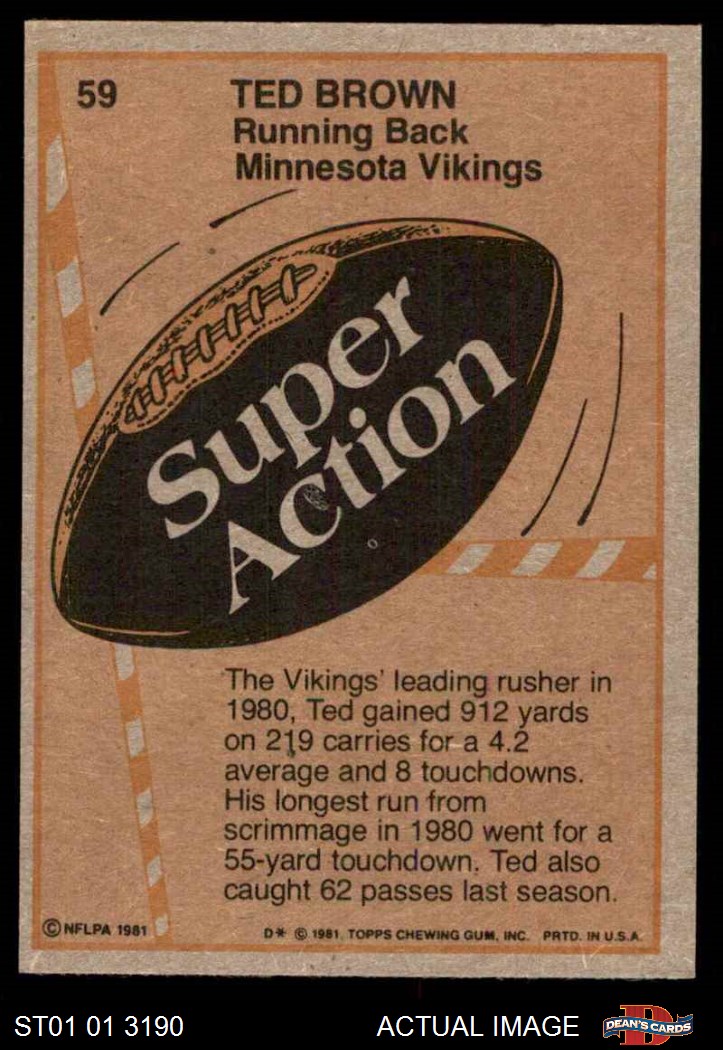 59
TED BROWN
Running Back
Minnesota Vikings
Super
Action
The Vikings' leading rusher in
1980, Ted gained 912 yards
on 219 carries for a 4.2
average and 8 touchdowns.
His longest run from
scrimmage in 1980 went for a
55-yard touchdown. Ted also
caught 62 passes last season.
© NFLPA 1981
D* © 1981 TOPPS CHEWING GUM, INC. PRTD. IN U.S.A.
ST01 01 3190
ACTUAL IMAGE
D
DEAN'S CARDS